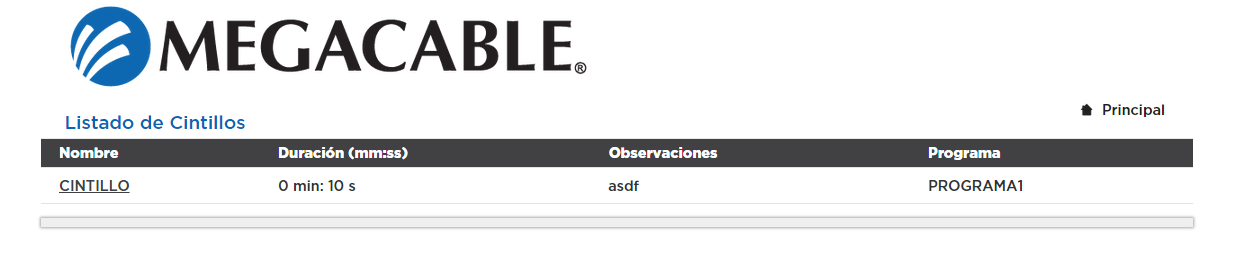 MEGACABLE®
Principal
Listado de Cintillos
Nombre Duración (mm:ss) Observaciones Programa
CINTILLO 0 min: 10 s asdf PROGRAMA1